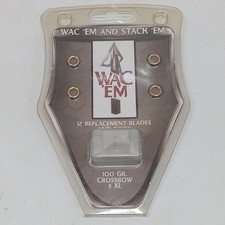 WAC 'EM AND STACK 'EM
WAC
'EM
12 REPLACEMENT BLADES
100 GR.
CROSSBOW
& XL